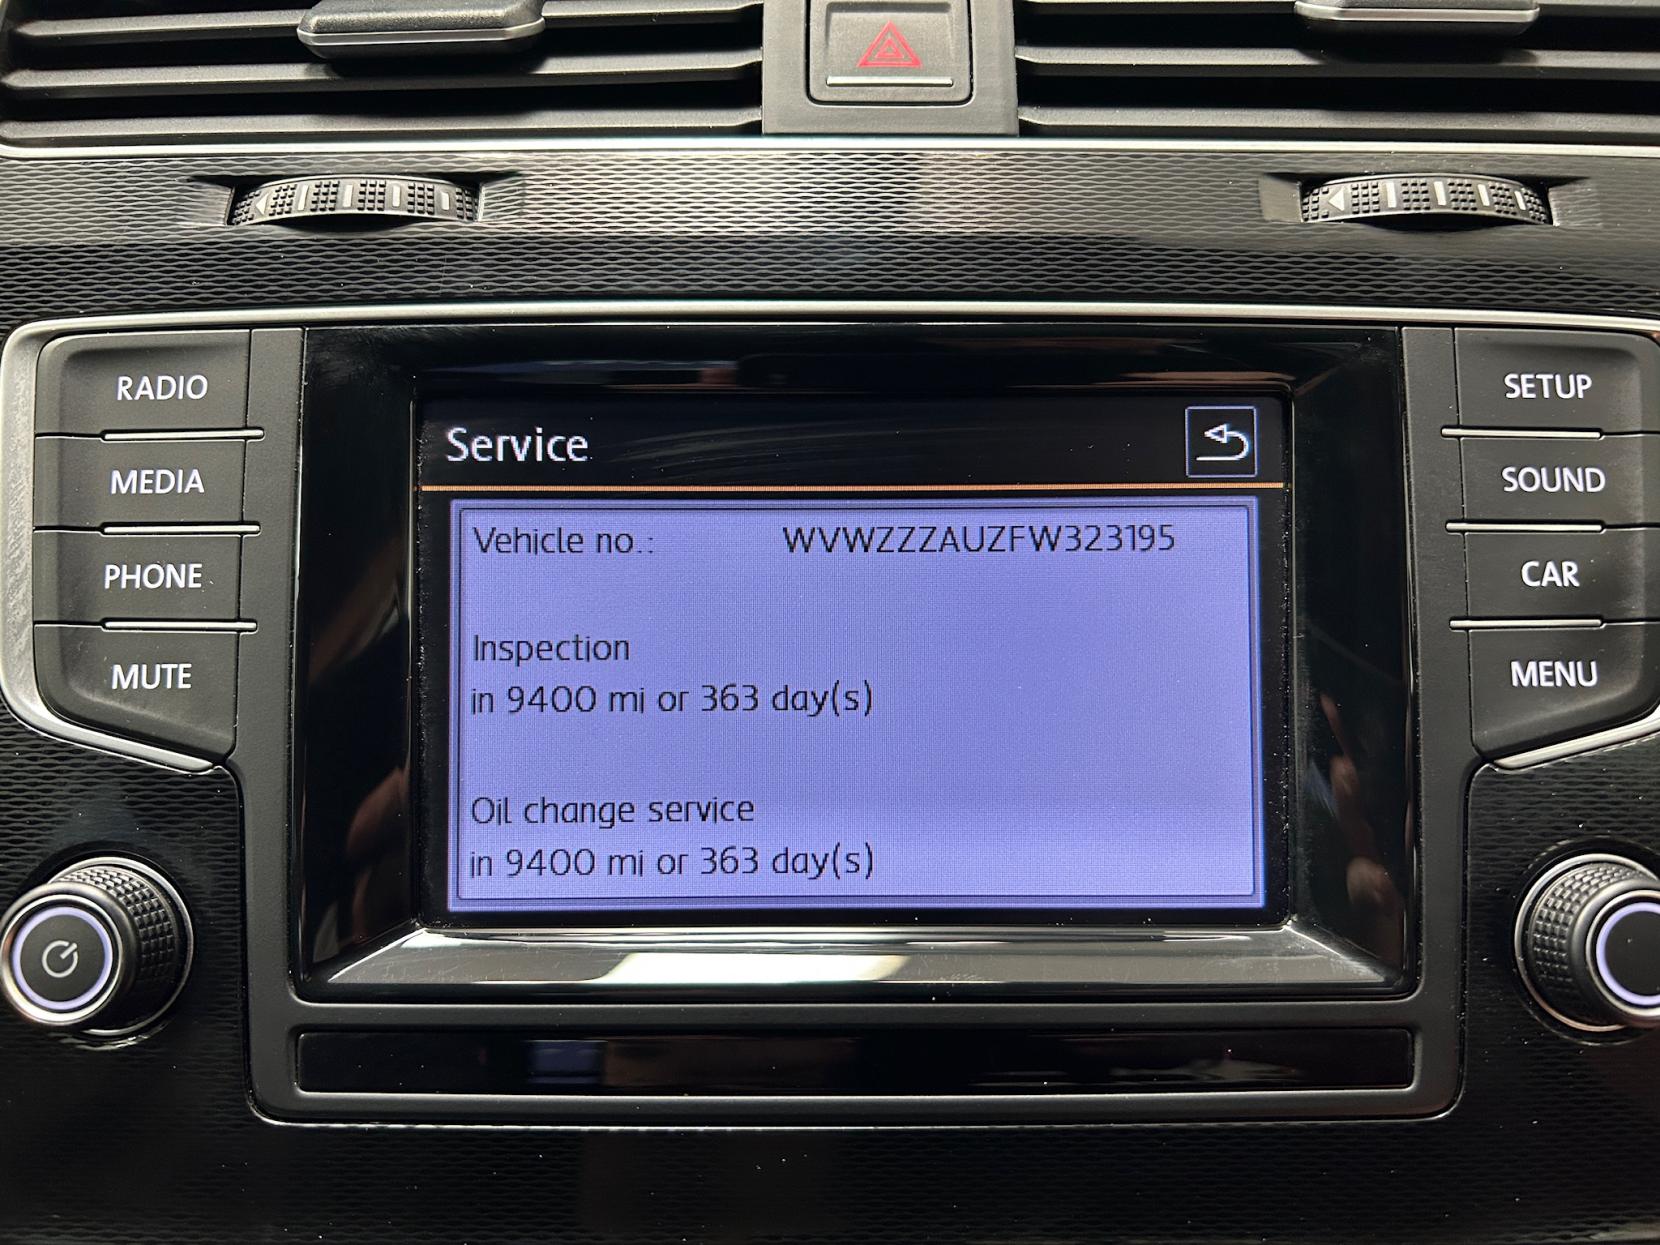 RADIO
MEDIA
PHONE
MUTE
Service
Vehicle no.: WVWZZZAUZFW323195
Inspection
in 9400 mi or 363 day(s)
Oil change service
in 9400 mi or 363 day(s)
SETUP
SOUND
CAR
MENU